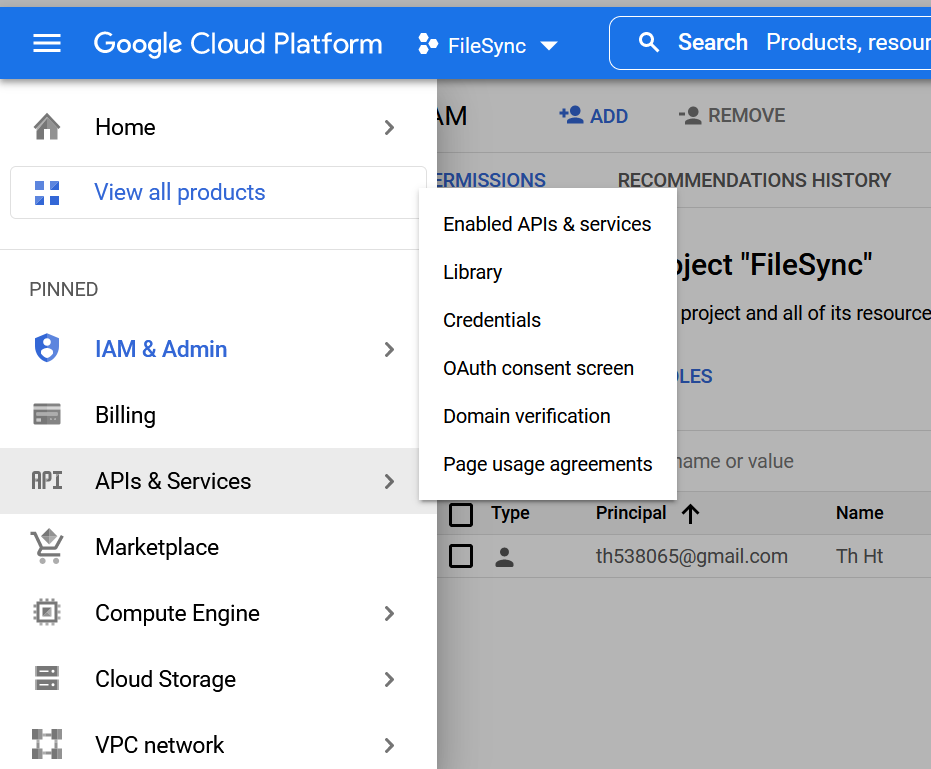 Google Cloud Platform FileSync Search Products, resour
Home
View all products
PINNED
IAM & Admin
Billing
API APIs & Services
Marketplace
Compute Engine
Cloud Storage
VPC network
Enabled APIs & services
Library
Credentials
OAuth consent screen
Domain verification
Page usage agreements
AM ADD REMOVE
ERMISSIONS RECOMMENDATIONS HISTORY
oject "FileSync"
project and all of its resource
LES
name or value
Type Principal Name
th538065@gmail.com Th Ht